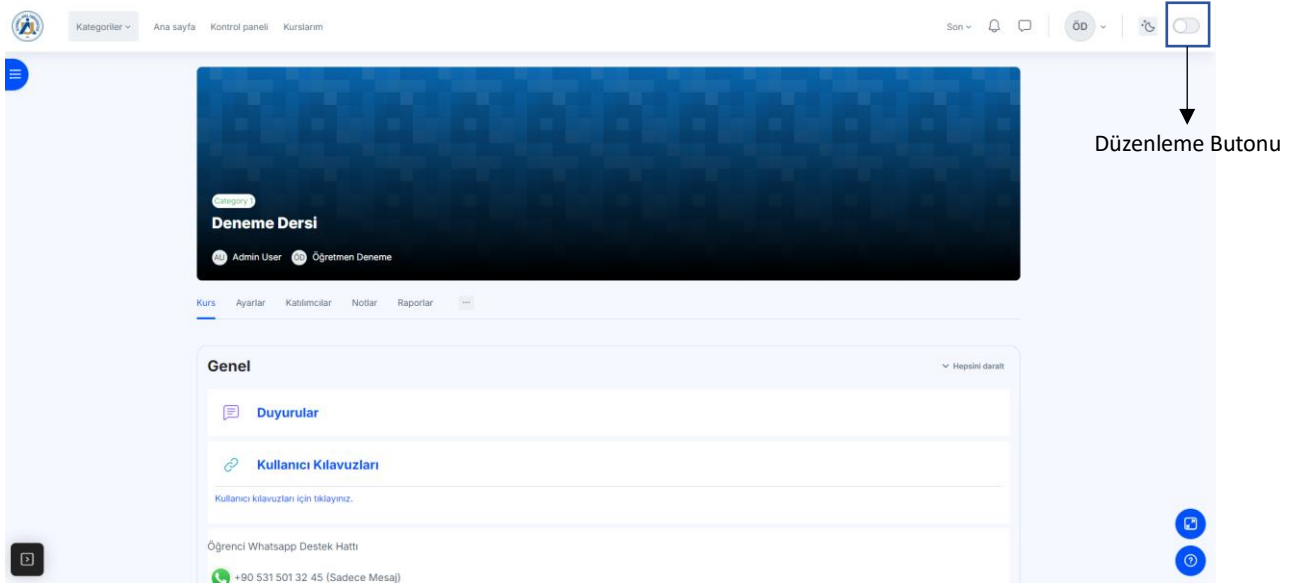 Kategoriler Ana sayfa Kontrol paneli Kurslarım Son ÖD
Düzenleme Butonu
Category 1
Deneme Dersi
AU Admin User ÖD Öğretmen Deneme
Kurs Ayarlar Katılımcılar Notlar Raporlar ...
Genel Hepsini daralt
Duyurular
Kullanıcı Kılavuzları
Kullanıcı kılavuzları için tıklayınız.
Öğrenci Whatsapp Destek Hattı
+90 531 501 32 45 (Sadece Mesaj)